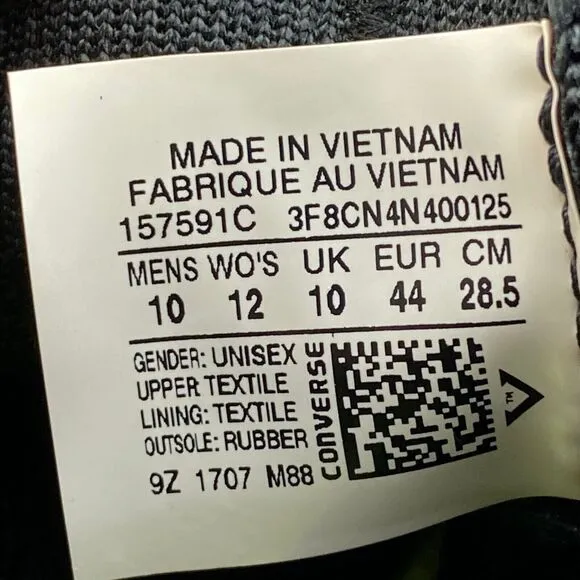 MADE IN VIETNAM
FABRIQUE AU VIETNAM
157591C 3F8CN4N400125
MENS WO'S UK EUR CM
10 12 10 44 28.5
GENDER: UNISEX
UPPER TEXTILE
LINING: TEXTILE
OUTSOLE: RUBBER
9Z 1707 M88
CONVERSE
TM